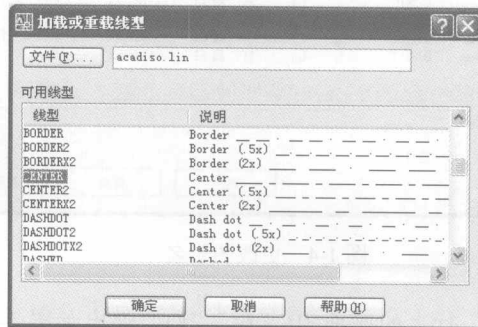 加载或重载线型
文件(F)... acadiso.lin
可用线型
线型 说明
BORDER Border
BORDER2 Border (.5x)
BORDERX2 Border (2x)
CENTER Center
CENTER2 Center (.5x)
CENTERX2 Center (2x)
DASHDOT Dash dot
DASHDOT2 Dash dot (.5x)
DASHDOTX2 Dash dot (2x)
DASHED Dashed
确定 取消 帮助(H)